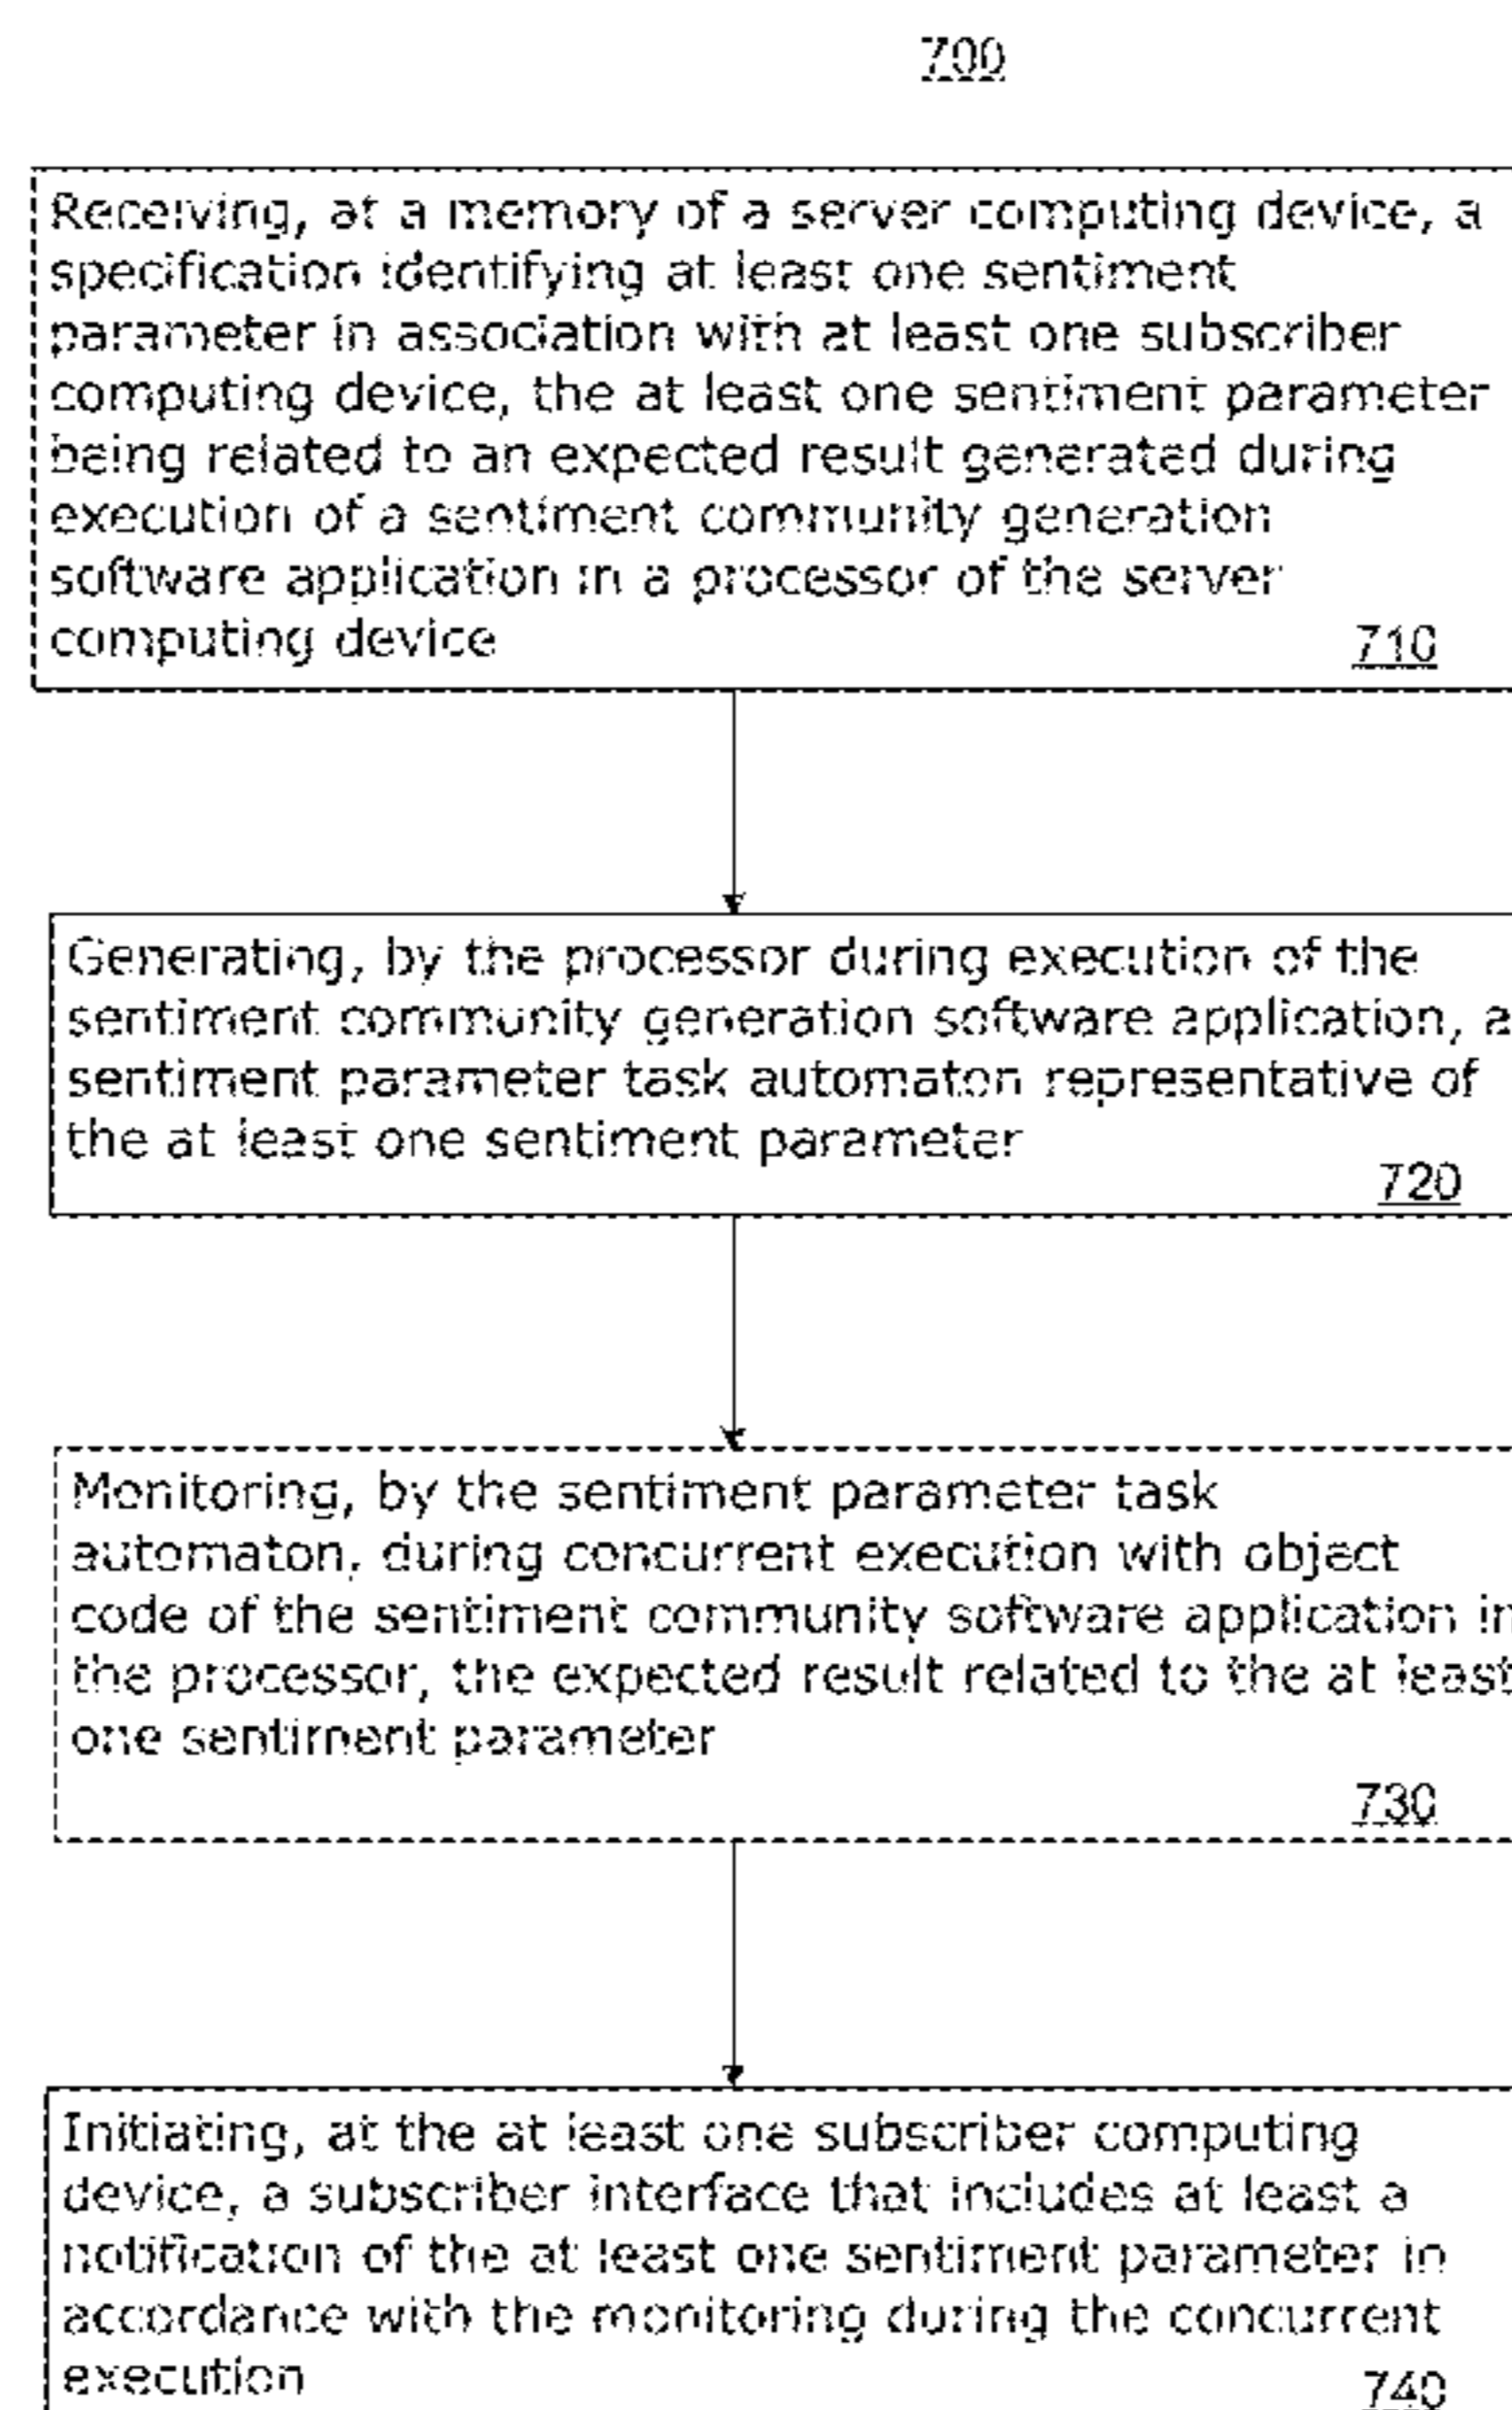 700
Receiving, at a memory of a server computing device, a
specification identifying at least one sentiment
parameter in association with at least one subscriber
computing device, the at least one sentiment parameter
being related to an expected result generated during
execution of a sentiment community generation
software application in a processor of the server
computing device
710
Generating, by the processor during execution of the
sentiment community generation software application, a
sentiment parameter task automaton representative of
the at least one sentiment parameter
720
Monitoring, by the sentiment parameter task
automaton, during concurrent execution with object
code of the sentiment community software application in
the processor, the expected result related to the at least
one sentiment parameter
730
Initiating, at the at least one subscriber computing
device, a subscriber interface that includes at least a
notification of the at least one sentiment parameter in
accordance with the monitoring during the concurrent
execution
740